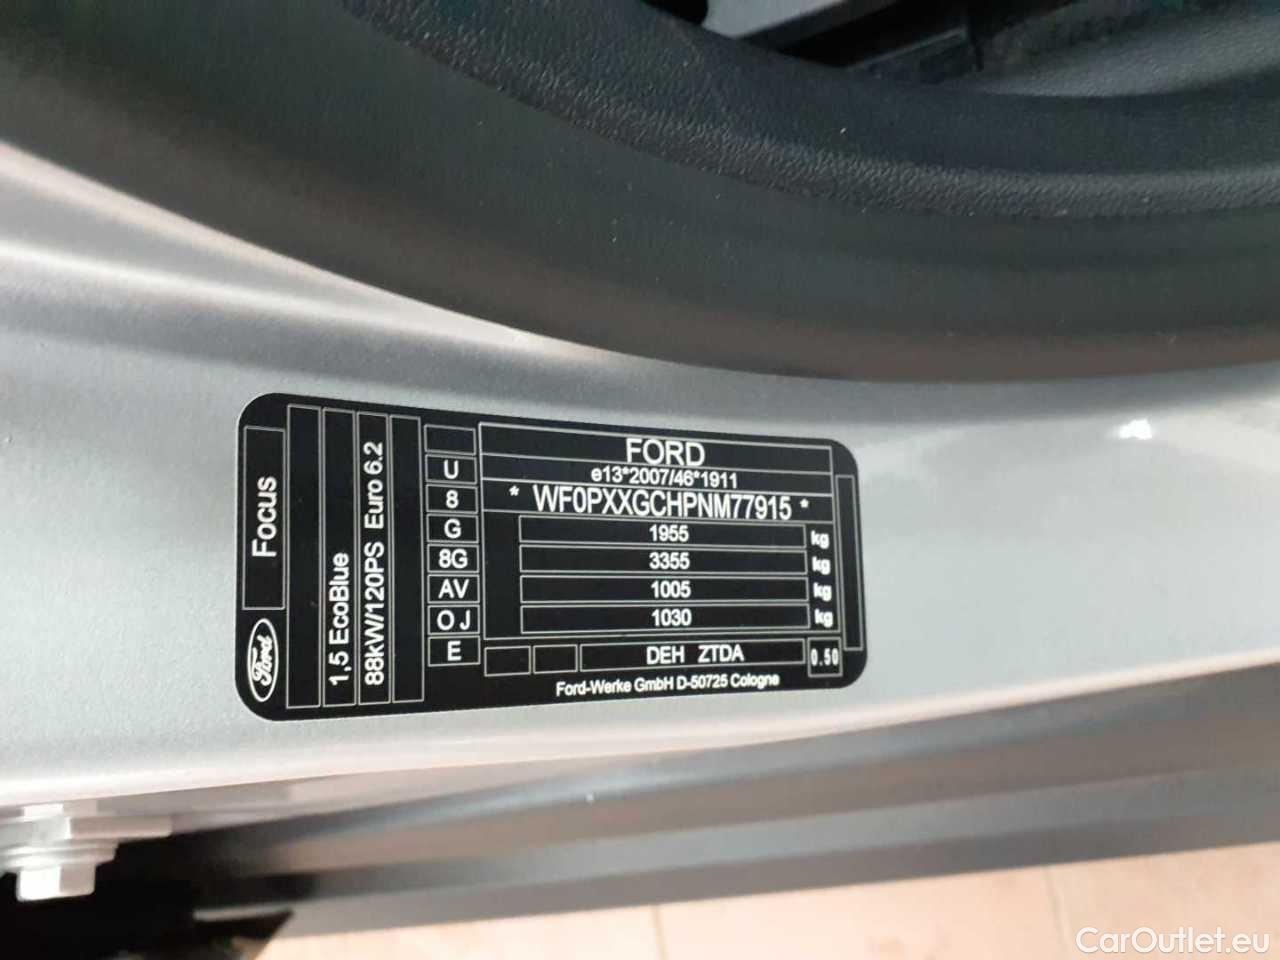 Focus
Ford
1,5 EcoBlue
88kW/120PS Euro 6.2
U
8
G
8G
AV
OJ
E
FORD
e13*2007/46*1911
* WF0PXXGCHPNM77915 *
1955 kg
3355 kg
1005 kg
1030 kg
DEH ZTDA 0.50
Ford-Werke GmbH D-50725 Cologne
CarOutlet.eu